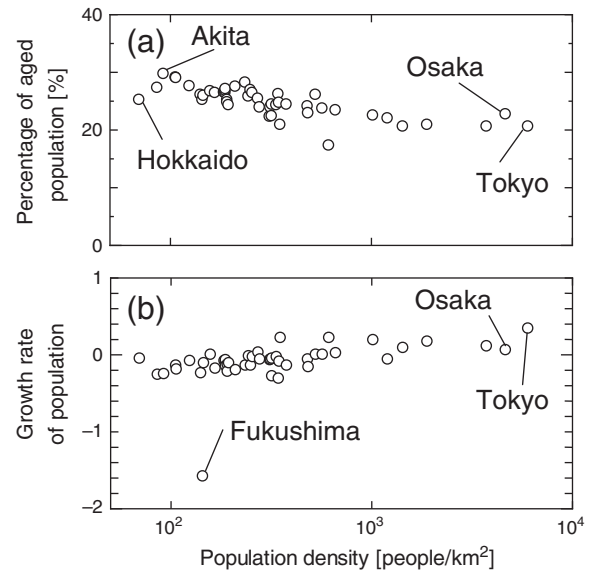 40
(a)
Akita
Osaka
Percentage of aged
population [%]
20
Hokkaido
Tokyo
0
1
(b)
Osaka
Growth rate
of population
0
Tokyo
−1
Fukushima
−2
10²
10³
10⁴
Population density [people/km²]